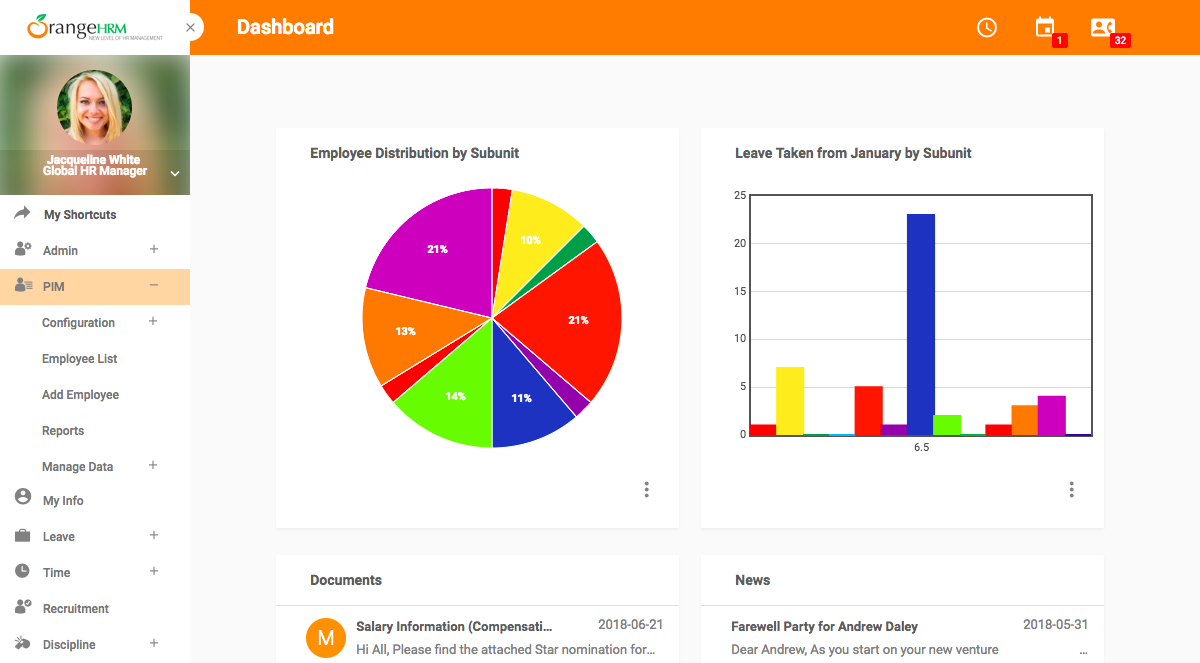 OrangeHRM
NEW LEVEL OF HR MANAGEMENT
Dashboard
1
32
Jacqueline White
Global HR Manager
My Shortcuts
Admin
PIM
Configuration
Employee List
Add Employee
Reports
Manage Data
My Info
Leave
Time
Recruitment
Discipline
Employee Distribution by Subunit
10%
21%
11%
14%
13%
21%
Leave Taken from January by Subunit
25
20
15
10
5
0
6.5
Documents
M
Salary Information (Compensati...
2018-06-21
Hi All, Please find the attached Star nomination for...
News
Farewell Party for Andrew Daley
2018-05-31
Dear Andrew, As you start on your new venture
...